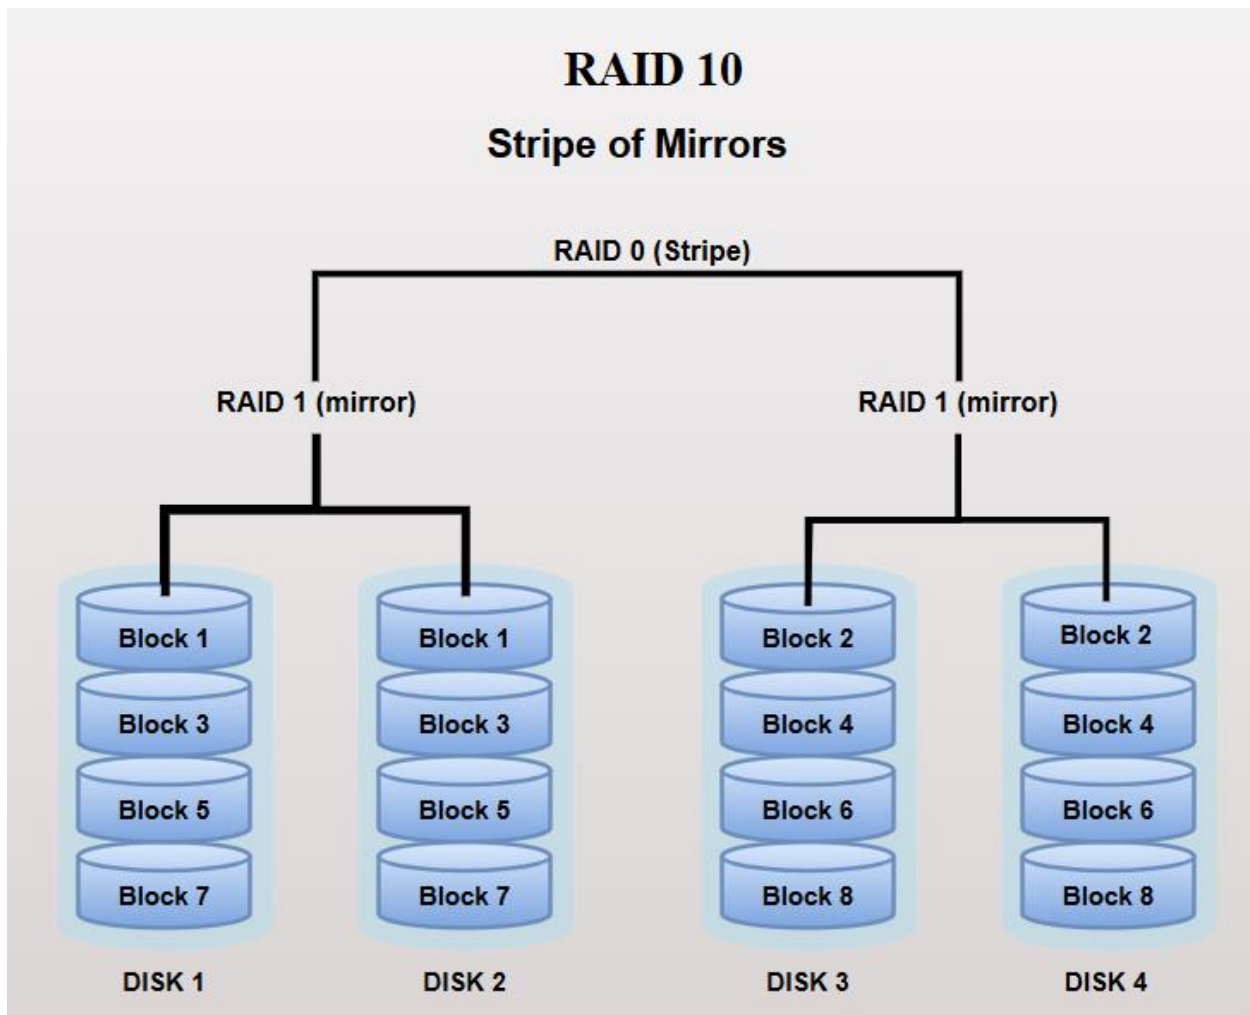 RAID 10
Stripe of Mirrors
RAID 0 (Stripe)
RAID 1 (mirror)
RAID 1 (mirror)
Block 1
Block 3
Block 5
Block 7
DISK 1
Block 1
Block 3
Block 5
Block 7
DISK 2
Block 2
Block 4
Block 6
Block 8
DISK 3
Block 2
Block 4
Block 6
Block 8
DISK 4